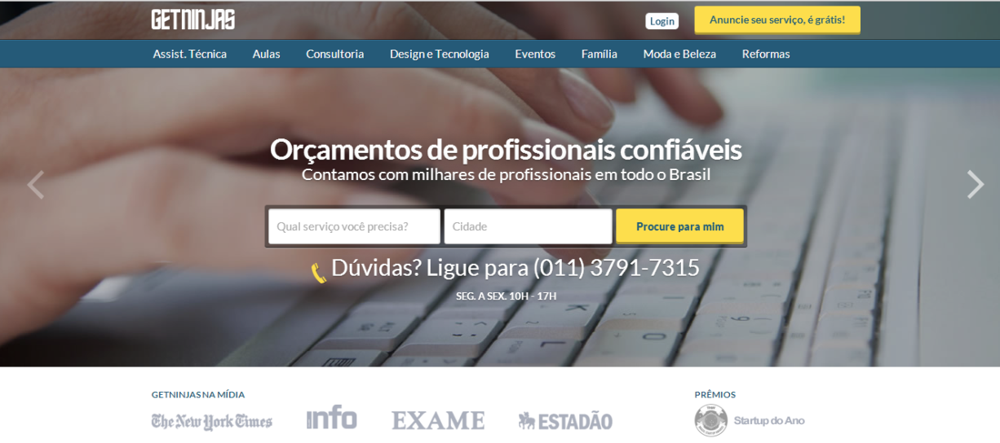 GETNINJAS
Login
Anuncie seu serviço, é grátis!
Assist. Técnica Aulas Consultoria Design e Tecnologia Eventos Família Moda e Beleza Reformas
Orçamentos de profissionais confiáveis
Contamos com milhares de profissionais em todo o Brasil
Qual serviço você precisa? Cidade Procure para mim
Dúvidas? Ligue para (011) 3791-7315
SEG. A SEX. 10H - 17H
GETNINJAS NA MÍDIA PRÊMIOS
The New York Times info EXAME ESTADÃO Startup do Ano